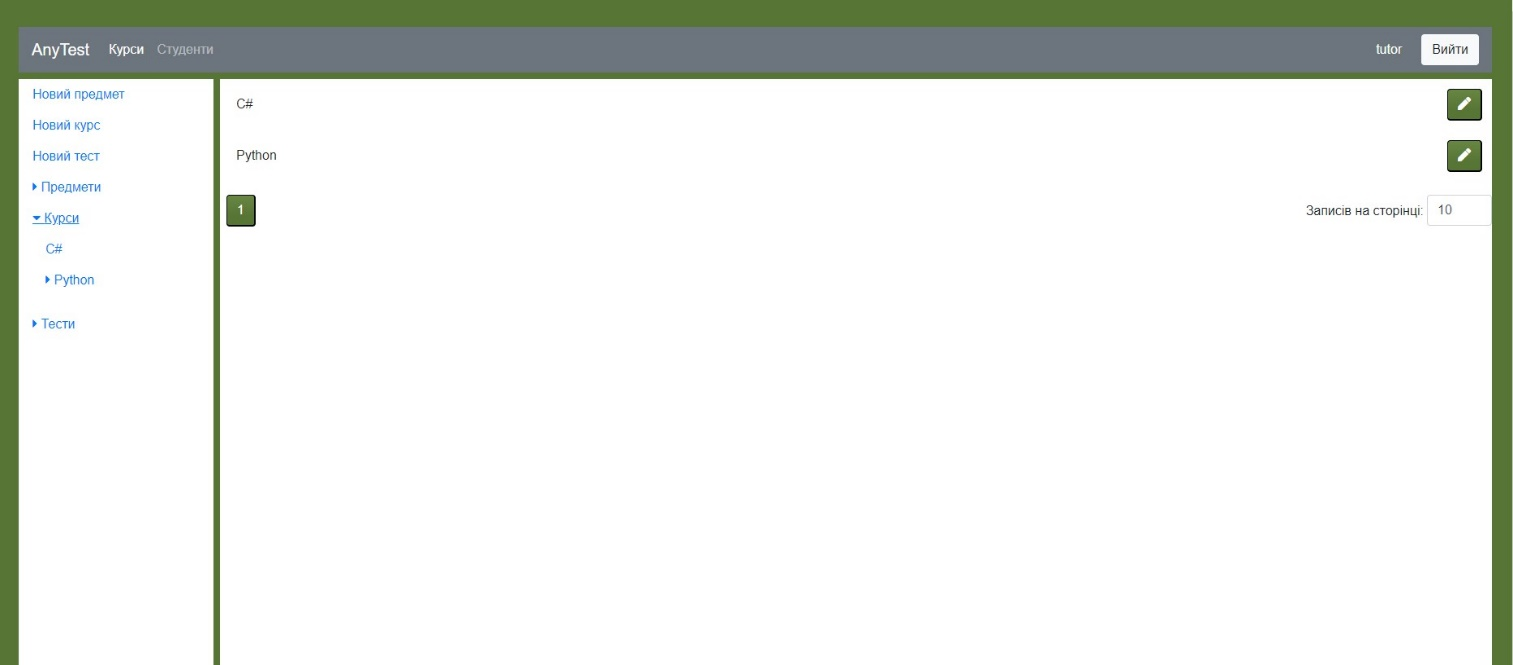 AnyTest Курси Студенти tutor Вийти
Новий предмет
Новий курс
Новий тест
Предмети
Курси
C#
Python
Тести
C#
Python
1 Записів на сторінці: 10